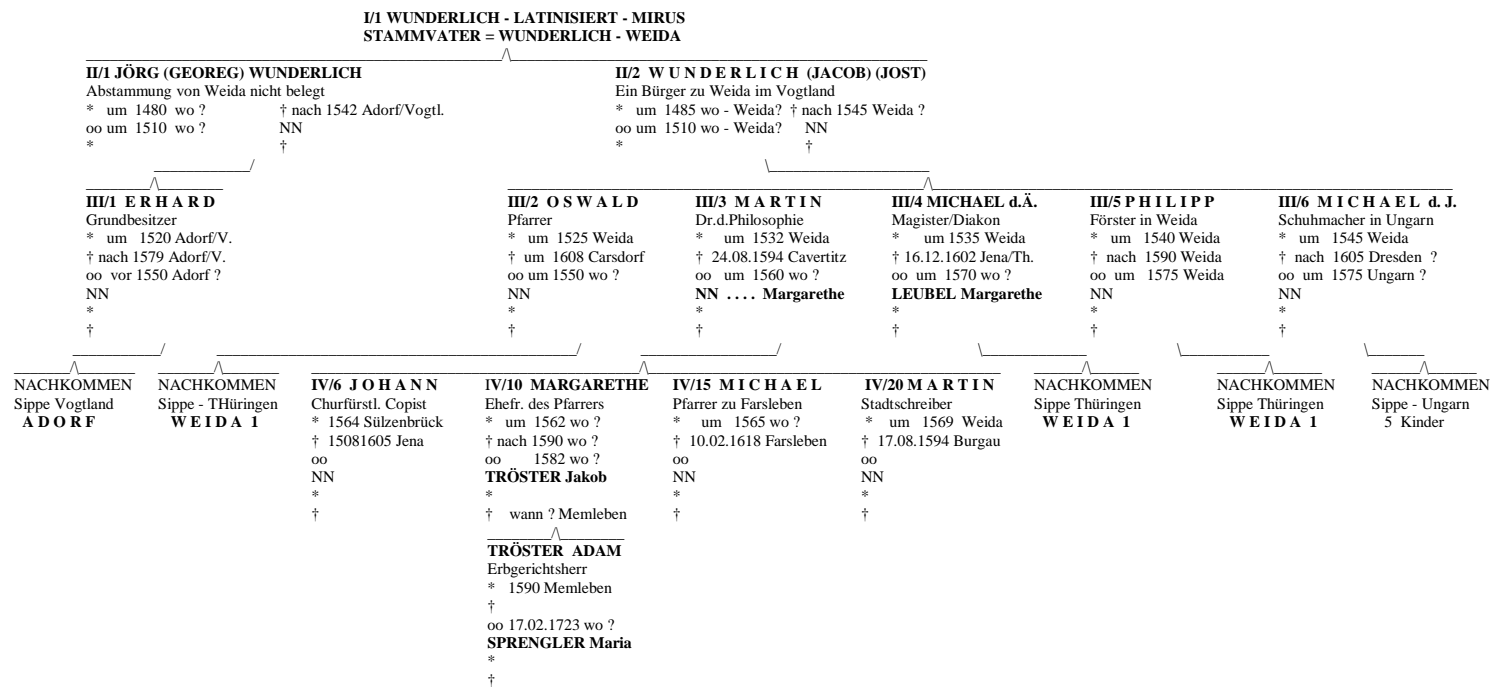 I/1 WUNDERLICH - LATINISIERT - MIRUS
STAMMVATER = WUNDERLICH - WEIDA
II/1 JÖRG (GEOREG) WUNDERLICH
Abstammung von Weida nicht belegt
* um 1480 wo ? † nach 1542 Adorf/Vogtl.
oo um 1510 wo ? NN
* †
II/2 W U N D E R L I C H (JACOB) (JOST)
Ein Bürger zu Weida im Vogtland
* um 1485 wo - Weida? † nach 1545 Weida ?
oo um 1510 wo - Weida? NN
* †
III/1 E R H A R D
Grundbesitzer
* um 1520 Adorf/V.
† nach 1579 Adorf/V.
oo vor 1550 Adorf ?
NN
*
†
III/2 O S W A L D
Pfarrer
* um 1525 Weida
† um 1608 Carsdorf
oo um 1550 wo ?
NN
*
†
III/3 M A R T I N
Dr.d.Philosophie
* um 1532 Weida
† 24.08.1594 Cavertitz
oo um 1560 wo ?
NN . . . . Margarethe
*
†
III/4 MICHAEL d.Ä.
Magister/Diakon
* um 1535 Weida
† 16.12.1602 Jena/Th.
oo um 1570 wo ?
LEUBEL Margarethe
*
†
III/5 P H I L I P P
Förster in Weida
* um 1540 Weida
† nach 1590 Weida
oo um 1575 Weida
NN
*
†
III/6 M I C H A E L d. J.
Schuhmacher in Ungarn
* um 1545 Weida
† nach 1605 Dresden ?
oo um 1575 Ungarn ?
NN
*
†
NACHKOMMEN
Sippe Vogtland
A D O R F
NACHKOMMEN
Sippe - THüringen
W E I D A 1
IV/6 J O H A N N
Churfürstl. Copist
* 1564 Sülzenbrück
† 15081605 Jena
oo
NN
*
†
IV/10 MARGARETHE
Ehefr. des Pfarrers
* um 1562 wo ?
† nach 1590 wo ?
oo 1582 wo ?
TRÖSTER Jakob
*
† wann ? Memleben
IV/15 M I C H A E L
Pfarrer zu Farsleben
* um 1565 wo ?
† 10.02.1618 Farsleben
oo
NN
*
†
IV/20 M A R T I N
Stadtschreiber
* um 1569 Weida
† 17.08.1594 Burgau
oo
NN
*
†
NACHKOMMEN
Sippe Thüringen
W E I D A 1
NACHKOMMEN
Sippe Thüringen
W E I D A 1
NACHKOMMEN
Sippe - Ungarn
5 Kinder
TRÖSTER ADAM
Erbgerichtsherr
* 1590 Memleben
†
oo 17.02.1723 wo ?
SPRENGLER Maria
*
†